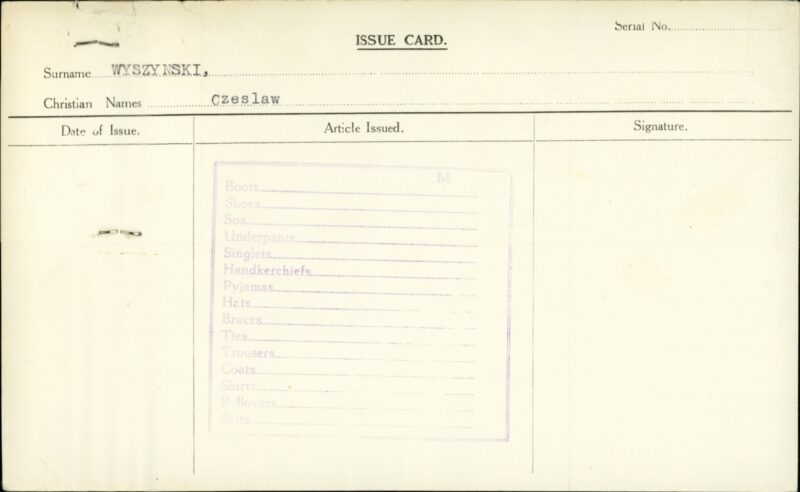 Serial No.
ISSUE CARD.
Surname WYSZYNSKI,
Christian Names Czeslaw
Date of Issue. Article Issued. Signature.
M
Boots
Shoes
Sox
Underpants
Singlets
Handkerchiefs
Pyjamas
Hats
Braces
Ties
Trousers
Coats
Shirts
Pullovers
Suits